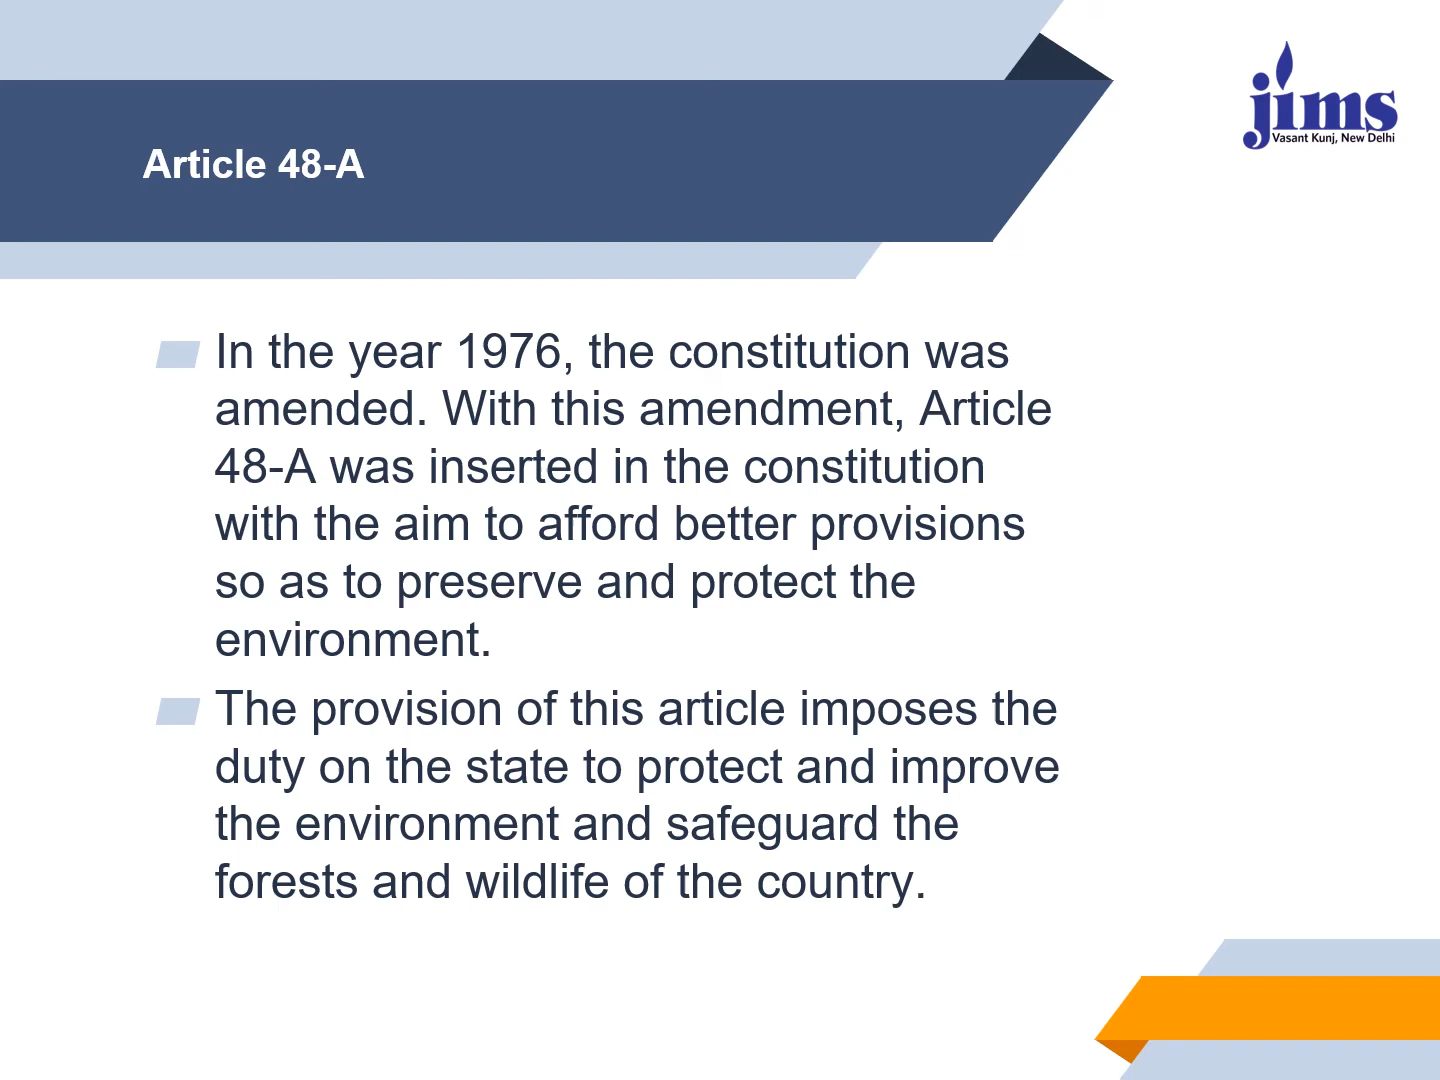 jims
Vasant Kunj, New Delhi
Article 48-A
In the year 1976, the constitution was
amended. With this amendment, Article
48-A was inserted in the constitution
with the aim to afford better provisions
so as to preserve and protect the
environment.
The provision of this article imposes the
duty on the state to protect and improve
the environment and safeguard the
forests and wildlife of the country.